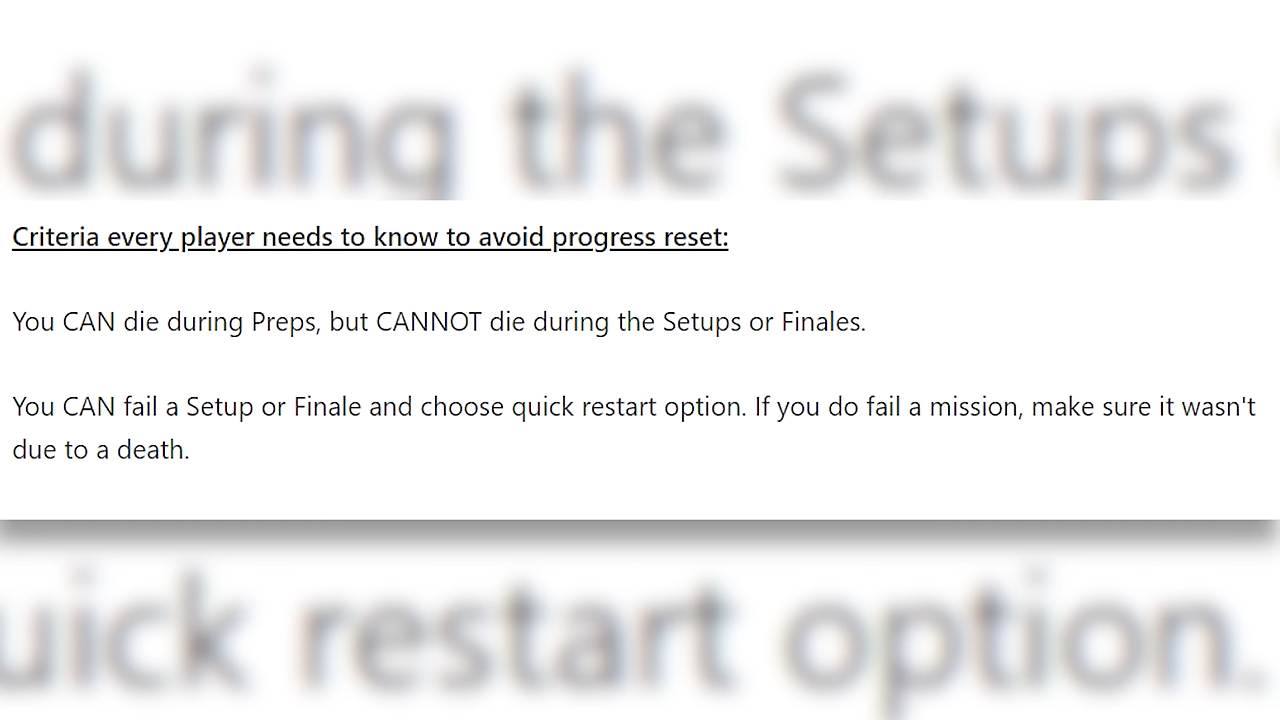 during the Setups
Criteria every player needs to know to avoid progress reset:
You CAN die during Preps, but CANNOT die during the Setups or Finales.
You CAN fail a Setup or Finale and choose quick restart option. If you do fail a mission, make sure it wasn't
due to a death.
uick restart option.